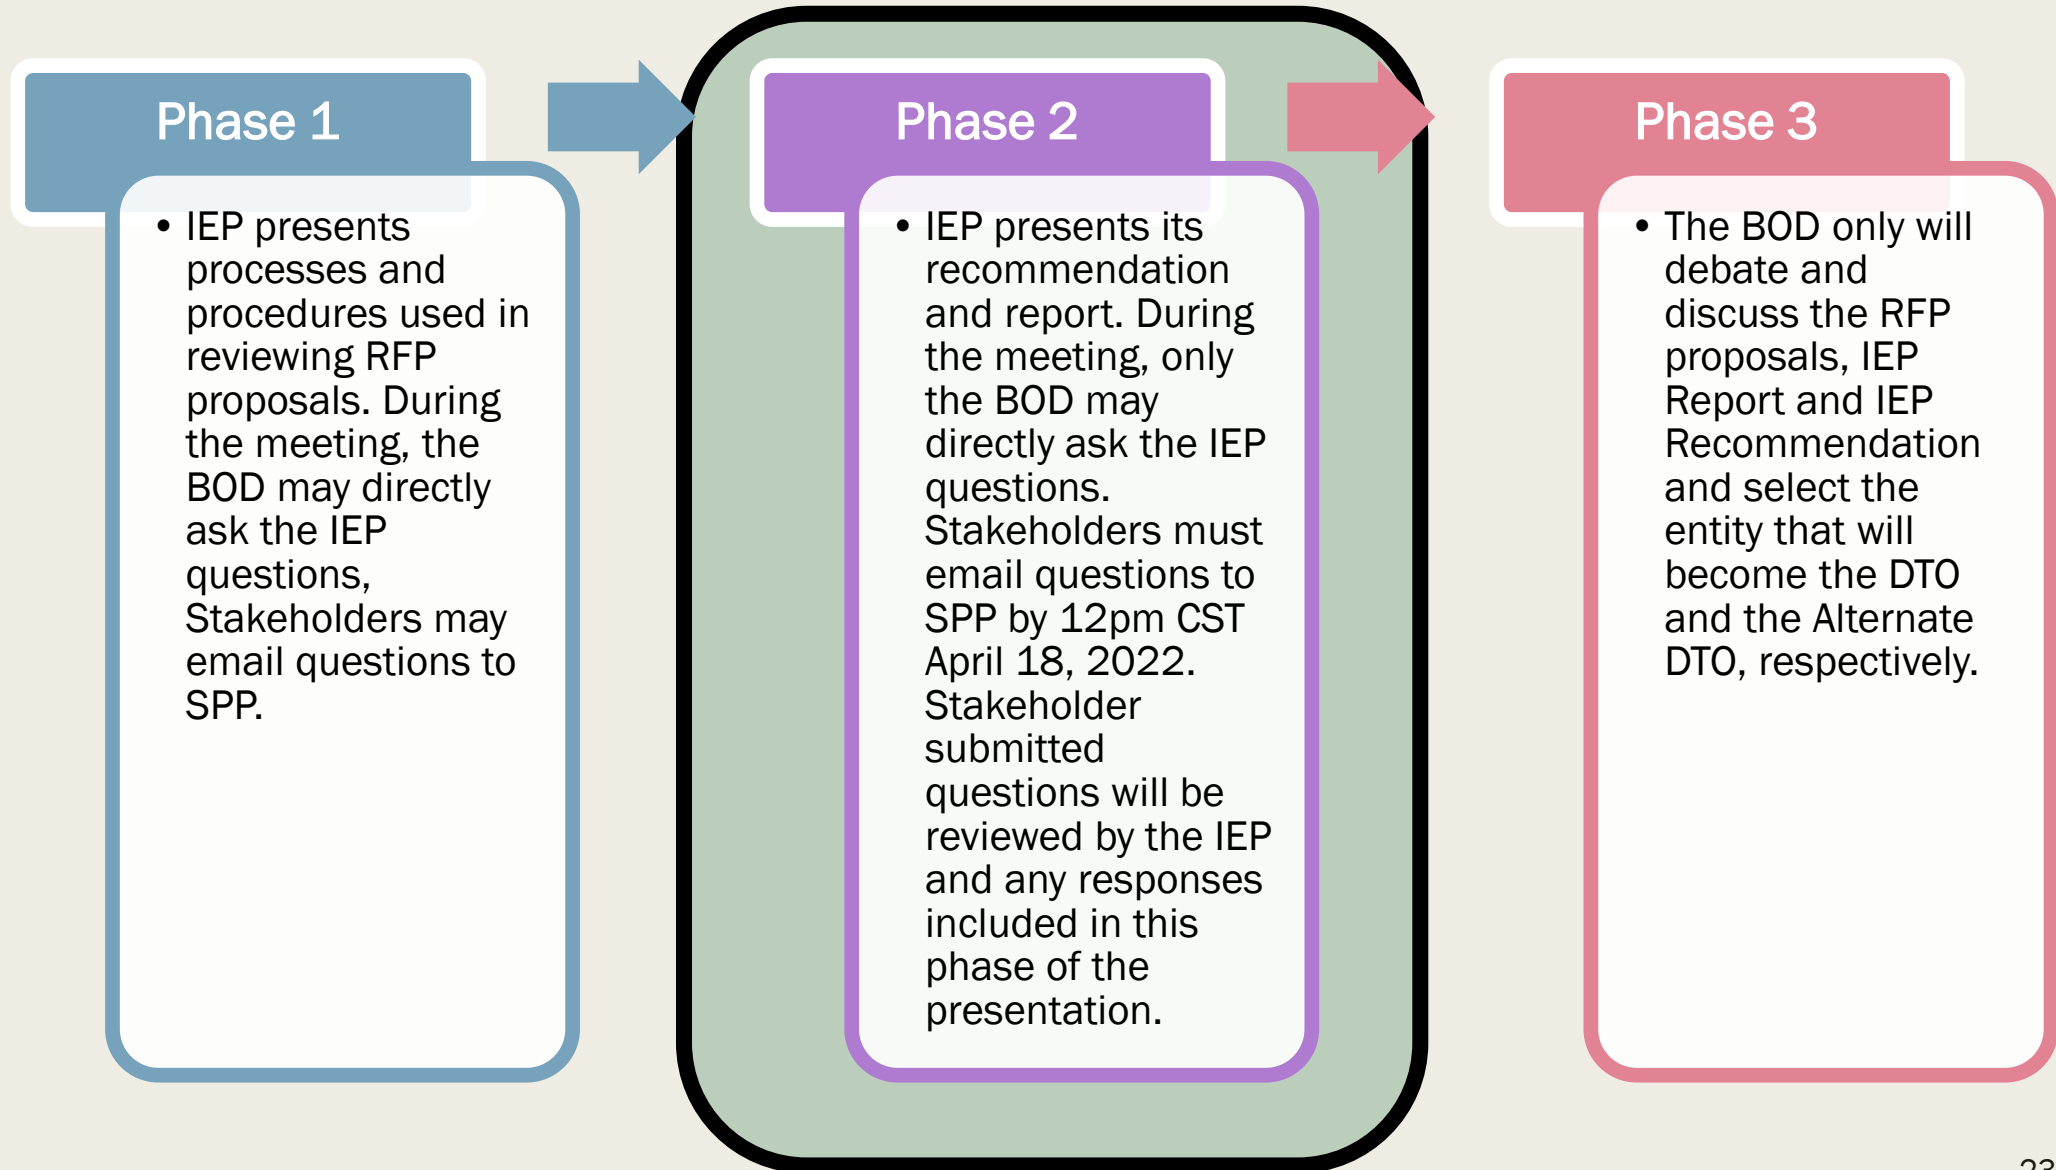 Phase 1
• IEP presents
processes and
procedures used in
reviewing RFP
proposals. During
the meeting, the
BOD may directly
ask the IEP
questions,
Stakeholders may
email questions to
SPP.
Phase 2
• IEP presents its
recommendation
and report. During
the meeting, only
the BOD may
directly ask the IEP
questions.
Stakeholders must
email questions to
SPP by 12pm CST
April 18, 2022.
Stakeholder
submitted
questions will be
reviewed by the IEP
and any responses
included in this
phase of the
presentation.
Phase 3
• The BOD only will
debate and
discuss the RFP
proposals, IEP
Report and IEP
Recommendation
and select the
entity that will
become the DTO
and the Alternate
DTO, respectively.